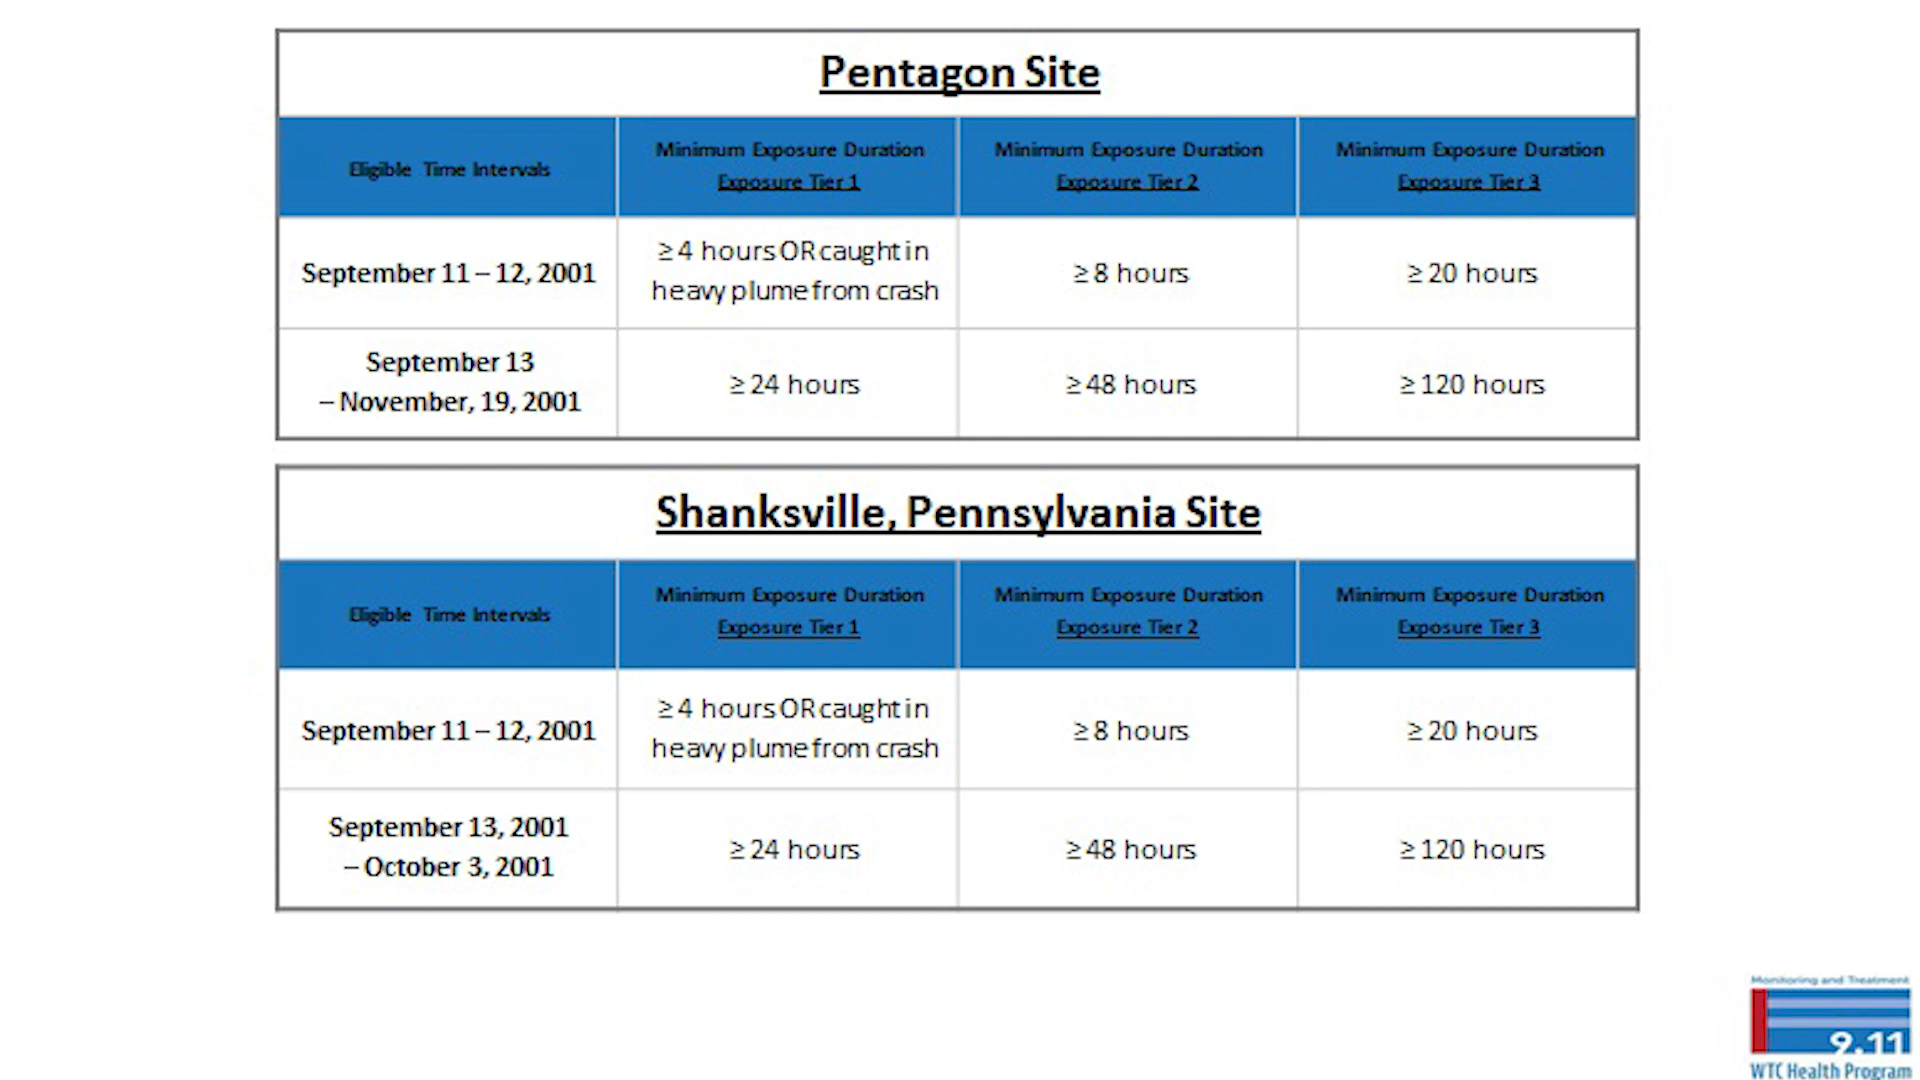 Pentagon Site
Eligible Time Intervals
Minimum Exposure Duration
Exposure Tier 1
Minimum Exposure Duration
Exposure Tier 2
Minimum Exposure Duration
Exposure Tier 3
September 11 – 12, 2001
≥ 4 hours OR caught in
heavy plume from crash
≥ 8 hours
≥ 20 hours
September 13
– November, 19, 2001
≥ 24 hours
≥ 48 hours
≥ 120 hours
Shanksville, Pennsylvania Site
Eligible Time Intervals
Minimum Exposure Duration
Exposure Tier 1
Minimum Exposure Duration
Exposure Tier 2
Minimum Exposure Duration
Exposure Tier 3
September 11 – 12, 2001
≥ 4 hours OR caught in
heavy plume from crash
≥ 8 hours
≥ 20 hours
September 13, 2001
– October 3, 2001
≥ 24 hours
≥ 48 hours
≥ 120 hours
Monitoring and Treatment
9.11
WTC Health Program